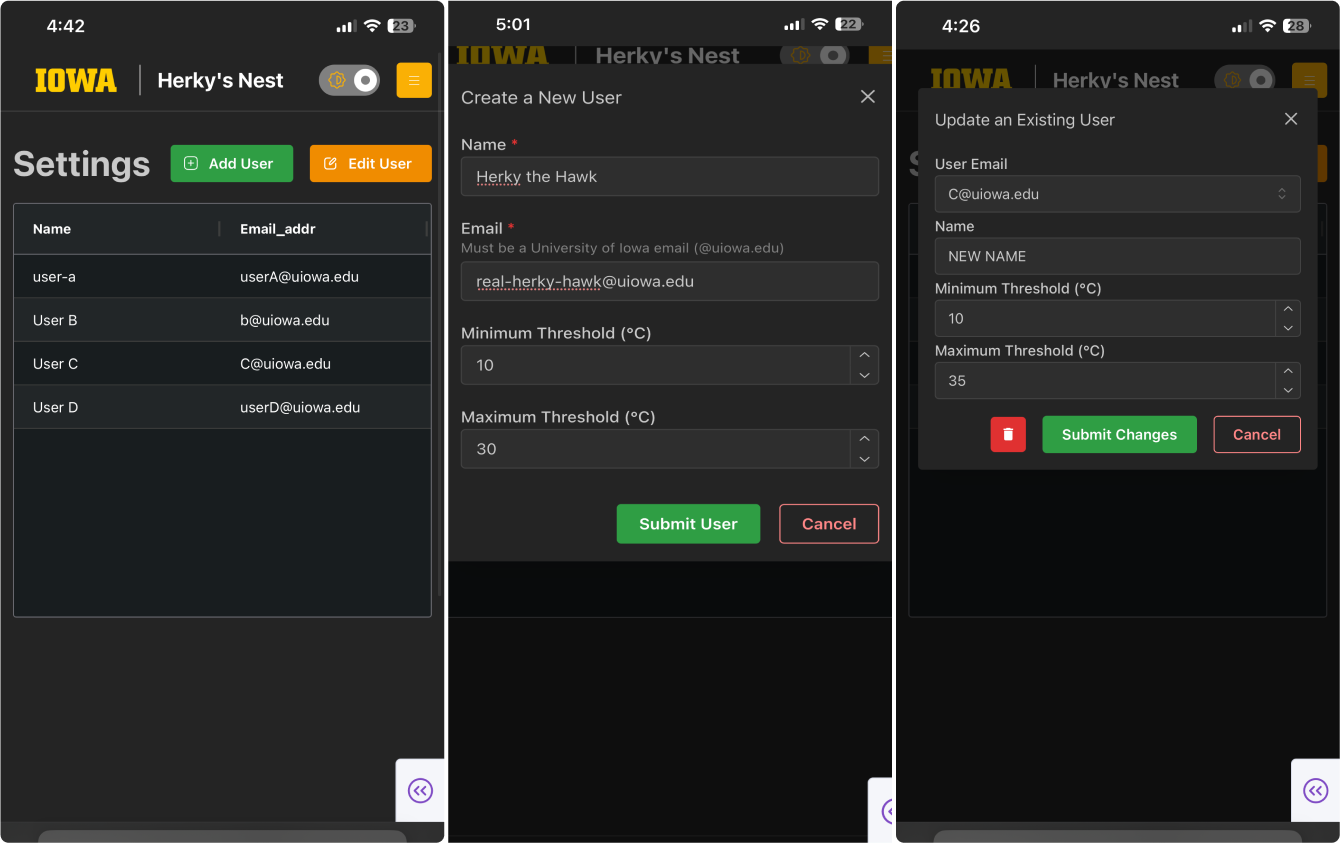 4:42
23
IOWA
Herky's Nest
Settings
Add User
Edit User
Name Email_addr
user-a userA@uiowa.edu
User B b@uiowa.edu
User C C@uiowa.edu
User D userD@uiowa.edu
5:01
22
IOWA
Herky's Nest
Create a New User
Name *
Herky the Hawk
Email *
Must be a University of Iowa email (@uiowa.edu)
real-herky-hawk@uiowa.edu
Minimum Threshold (°C)
10
Maximum Threshold (°C)
30
Submit User
Cancel
4:26
28
IOWA
Herky's Nest
S
Update an Existing User
User Email
C@uiowa.edu
Name
NEW NAME
Minimum Threshold (°C)
10
Maximum Threshold (°C)
35
Submit Changes
Cancel